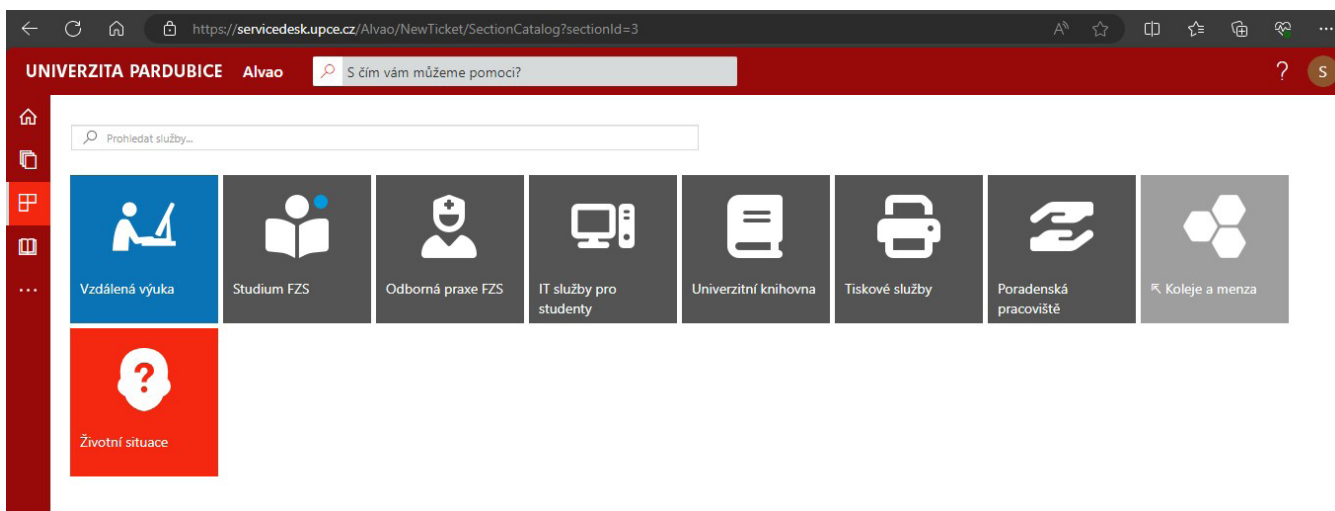 https://servicedesk.upce.cz/Alvao/NewTicket/SectionCatalog?sectionId=3
UNIVERZITA PARDUBICE Alvao S čím vám můžeme pomoci? ? S
Prohledat služby...
Vzdálená výuka
Studium FZS
Odborná praxe FZS
IT služby pro
studenty
Univerzitní knihovna
Tiskové služby
Poradenská
pracoviště
Koleje a menza
?
Životní situace